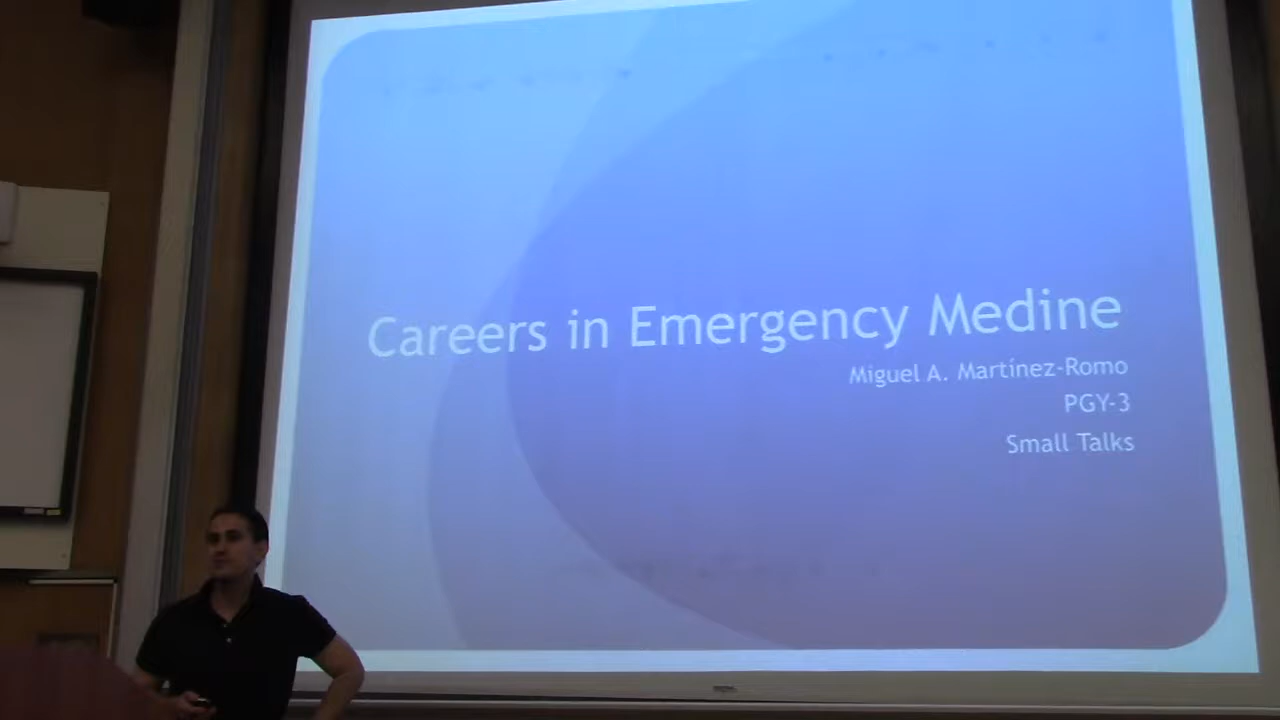 Careers in Emergency Medine
Miguel A. Martínez-Romo
PGY-3
Small Talks